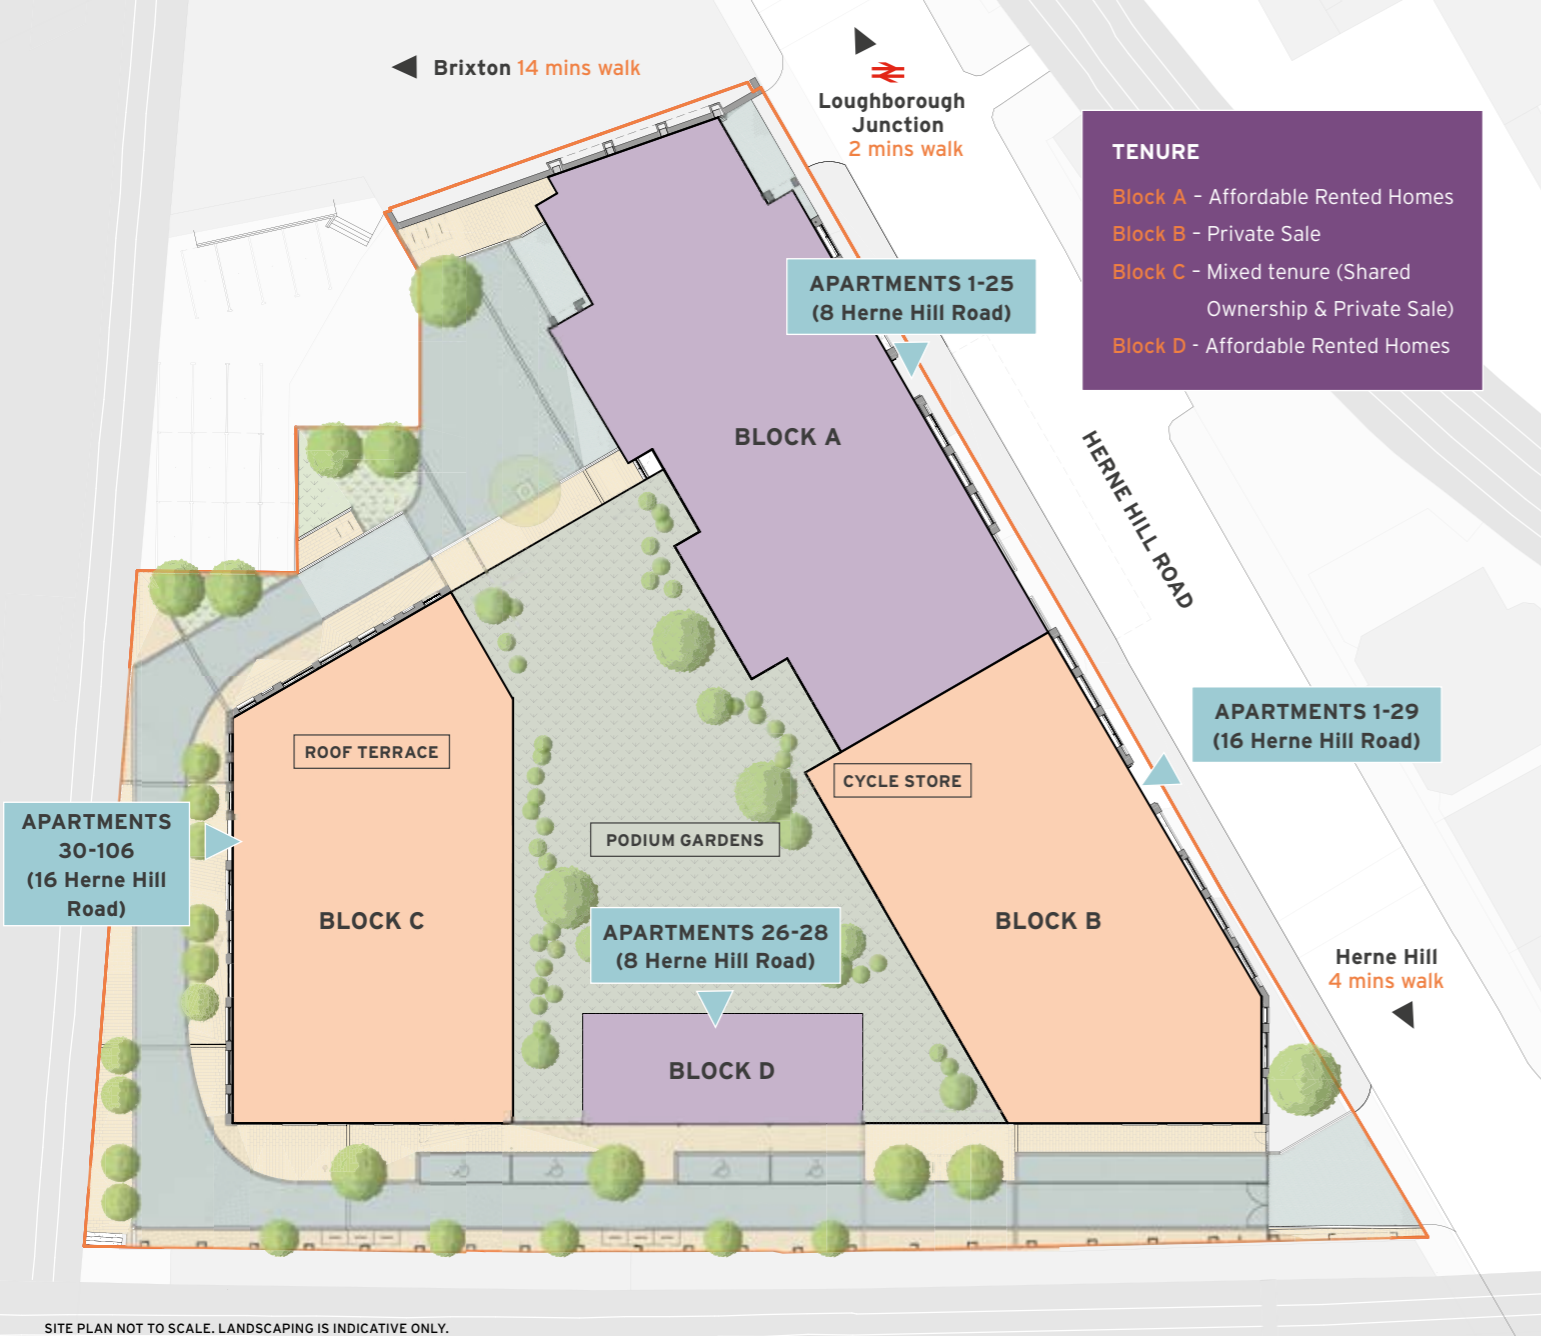 Brixton 14 mins walk
Loughborough
Junction
2 mins walk
TENURE
Block A – Affordable Rented Homes
Block B – Private Sale
Block C – Mixed tenure (Shared
Ownership & Private Sale)
Block D - Affordable Rented Homes
APARTMENTS 1-25
(8 Herne Hill Road)
BLOCK A
HERNE HILL ROAD
APARTMENTS 1-29
(16 Herne Hill Road)
ROOF TERRACE
CYCLE STORE
APARTMENTS
30-106
(16 Herne Hill
Road)
PODIUM GARDENS
BLOCK C
BLOCK B
APARTMENTS 26-28
(8 Herne Hill Road)
Herne Hill
4 mins walk
BLOCK D
SITE PLAN NOT TO SCALE. LANDSCAPING IS INDICATIVE ONLY.